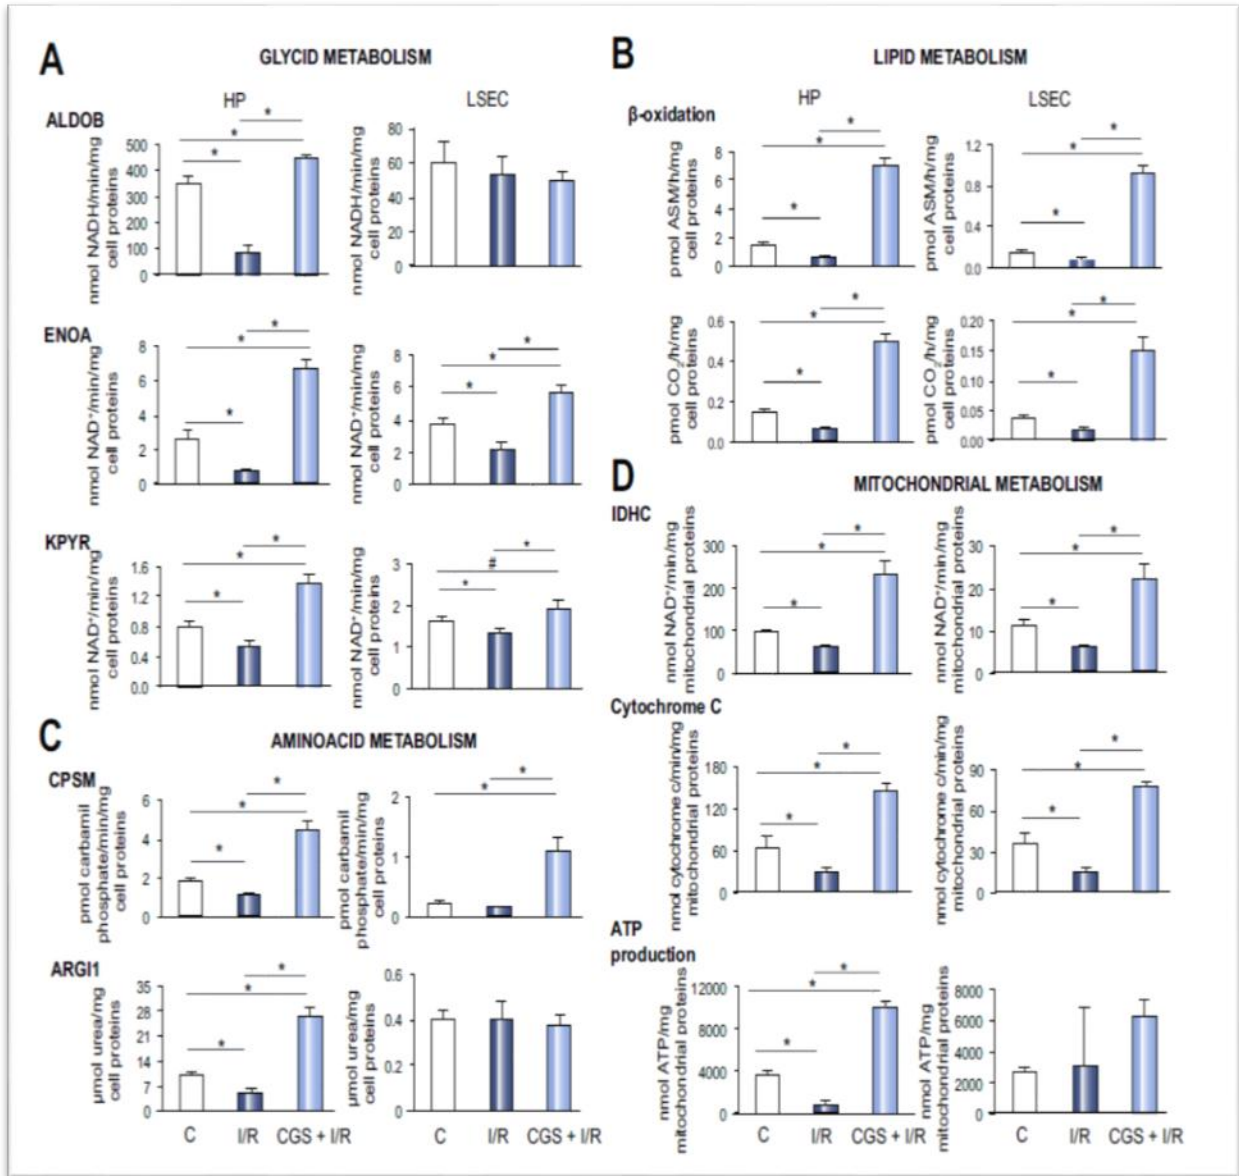 A
GLYCID METABOLISM
HP
LSEC
ALDOB
nmol NADH/min/mg
cell proteins
500
400
300
200
100
0
*
*
*
nmol NADH/min/mg
cell proteins
80
60
40
20
0
ENOA
nmol NAD⁺/min/mg
cell proteins
8
6
4
2
0
*
*
*
nmol NAD⁺/min/mg
cell proteins
8
6
4
2
0
*
*
*
KPYR
nmol NAD⁺/min/mg
cell proteins
1.6
1.2
0.8
0.4
0.0
*
*
*
nmol NAD⁺/min/mg
cell proteins
3
2
1
0
*
#
*
B
LIPID METABOLISM
HP
LSEC
β-oxidation
pmol ASM/h/mg
cell proteins
8
6
4
2
0
*
*
*
pmol ASM/h/mg
cell proteins
1.2
0.8
0.4
0.0
*
*
*
pmol CO₂/h/mg
cell proteins
0.6
0.4
0.2
0.0
*
*
*
pmol CO₂/h/mg
cell proteins
0.20
0.15
0.10
0.05
0.00
*
*
*
C
AMINOACID METABOLISM
CPSM
pmol carbamil
phosphate/min/mg
cell proteins
6
4
2
0
*
*
*
pmol carbamil
phosphate/min/mg
cell proteins
2
1
0
*
*
ARGI1
µmol urea/mg
cell proteins
35
28
21
14
7
0
*
*
*
µmol urea/mg
cell proteins
0.6
0.4
0.2
0
C I/R CGS + I/R
C I/R CGS + I/R
D
MITOCHONDRIAL METABOLISM
IDHC
nmol NAD⁺/min/mg
mitochondrial proteins
300
200
100
0
*
*
*
nmol NAD⁺/min/mg
mitochondrial proteins
30
20
10
0
*
*
*
Cytochrome C
nmol cytochrome c/min/mg
mitochondrial proteins
180
120
60
0
*
*
*
nmol cytochrome c/min/mg
mitochondrial proteins
90
60
30
0
*
*
*
ATP
production
nmol ATP/mg
mitochondrial proteins
12000
8000
4000
0
*
*
*
nmol ATP/mg
mitochondrial proteins
8000
6000
4000
2000
0
C I/R CGS + I/R
C I/R CGS + I/R